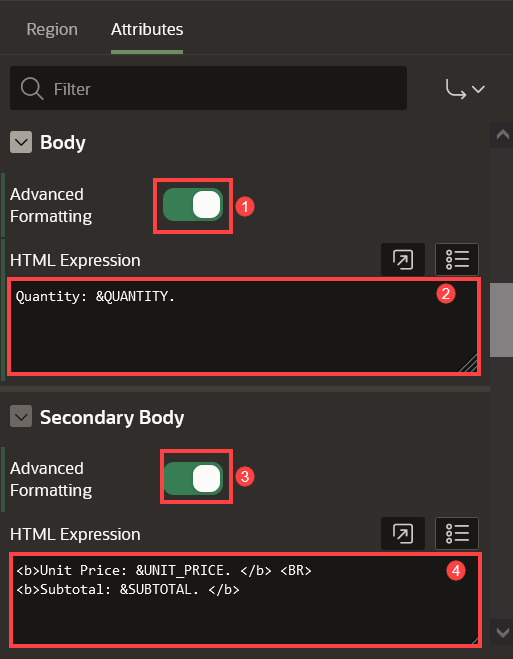 Region Attributes
Filter
Body
Advanced
Formatting
1
HTML Expression
Quantity: &QUANTITY.
2
Secondary Body
Advanced
Formatting
3
HTML Expression
<b>Unit Price: &UNIT_PRICE. </b> <BR>
<b>Subtotal: &SUBTOTAL. </b>
4